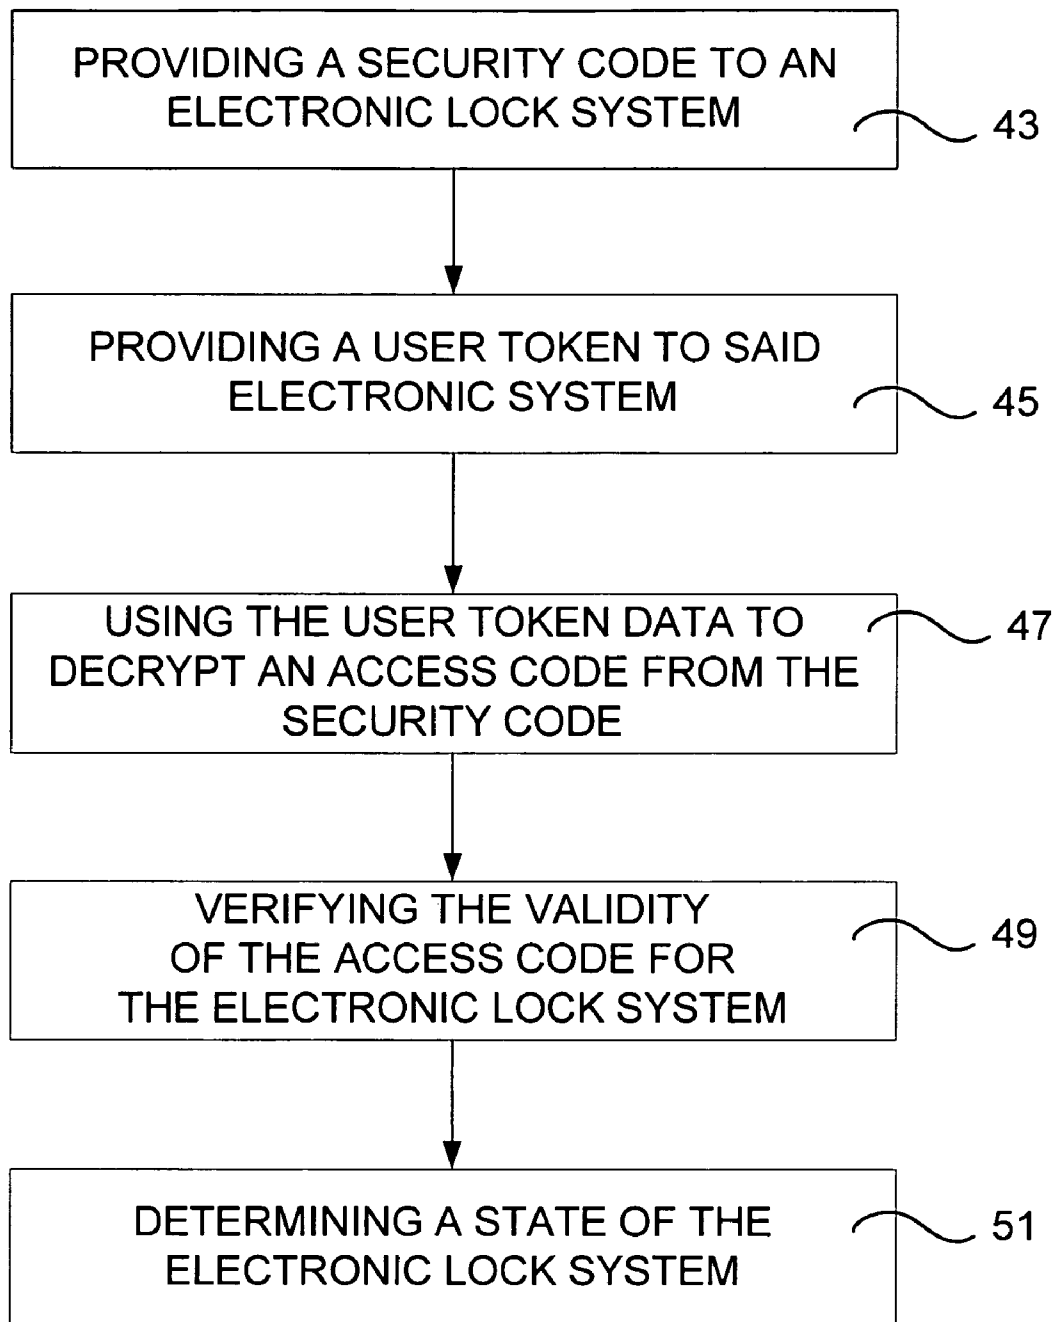 PROVIDING A SECURITY CODE TO AN
ELECTRONIC LOCK SYSTEM
43
PROVIDING A USER TOKEN TO SAID
ELECTRONIC SYSTEM
45
USING THE USER TOKEN DATA TO
DECRYPT AN ACCESS CODE FROM THE
SECURITY CODE
47
VERIFYING THE VALIDITY
OF THE ACCESS CODE FOR
THE ELECTRONIC LOCK SYSTEM
49
DETERMINING A STATE OF THE
ELECTRONIC LOCK SYSTEM
51